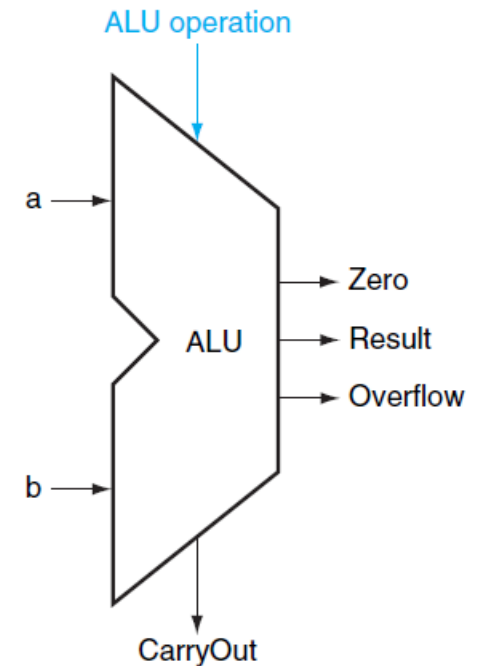 ALU operation
a
Zero
ALU
Result
Overflow
b
CarryOut